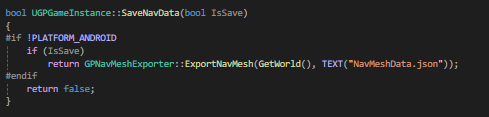 bool UGPGameInstance::SaveNavData(bool IsSave)
{
#if !PLATFORM_ANDROID
    if (IsSave)
        return GPNavMeshExporter::ExportNavMesh(GetWorld(), TEXT("NavMeshData.json"));
#endif
    return false;
}